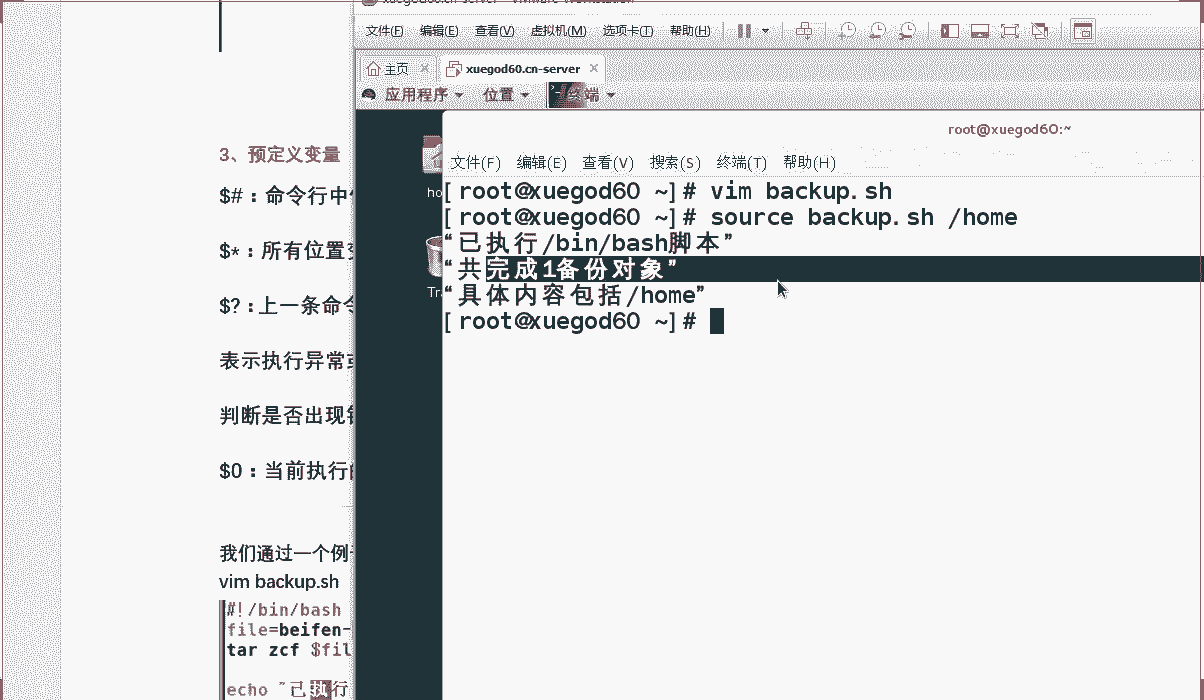 文件(F) 编辑(E) 查看(V) 虚拟机(M) 选项卡(T) 帮助(H)
主页 xuegod60.cn-server
应用程序 位置 终端
root@xuegod60:~
文件(F) 编辑(E) 查看(V) 搜索(S) 终端(T) 帮助(H)
[root@xuegod60 ~]# vim backup.sh
[root@xuegod60 ~]# source backup.sh /home
“已执行/bin/bash脚本”
“共完成1备份对象”
“具体内容包括/home”
[root@xuegod60 ~]#
3、预定义变量
$#：命令行中
$*：所有位置
$?：上一条命令
表示执行异常
判断是否出现
$0：当前执行
我们通过一个例
vim backup.sh
#!/bin/bash
file=beifen-
tar zcf $fil
echo "已执行
ho
Tr